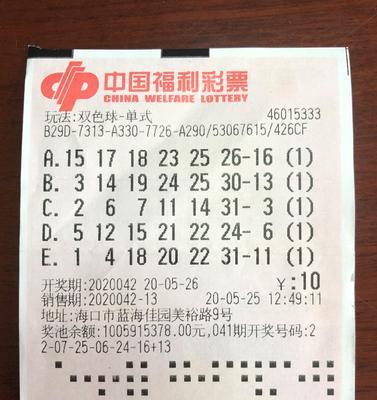 中国福利彩票
CHINA WELFARE LOTTERY
玩法:双色球-单式 46015333
B29D-7313-A330-7726-A290/53067615/426CF
A.15 17 18 23 25 26-16 (1)
B. 3 14 19 24 25 30-13 (1)
C. 2 6 7 11 14 31- 3 (1)
D. 5 12 15 21 22 24- 6 (1)
E. 1 4 18 20 22 31-11 (1)
开奖期:2020042 20-05-26 ¥:10
销售期:2020042-13 20-05-25 12:49:11
地址:海口市蓝海佳园美裕路9号
奖池余额:1005915378.00元,041期开奖号码:2
2-07-25-06-24-16+13